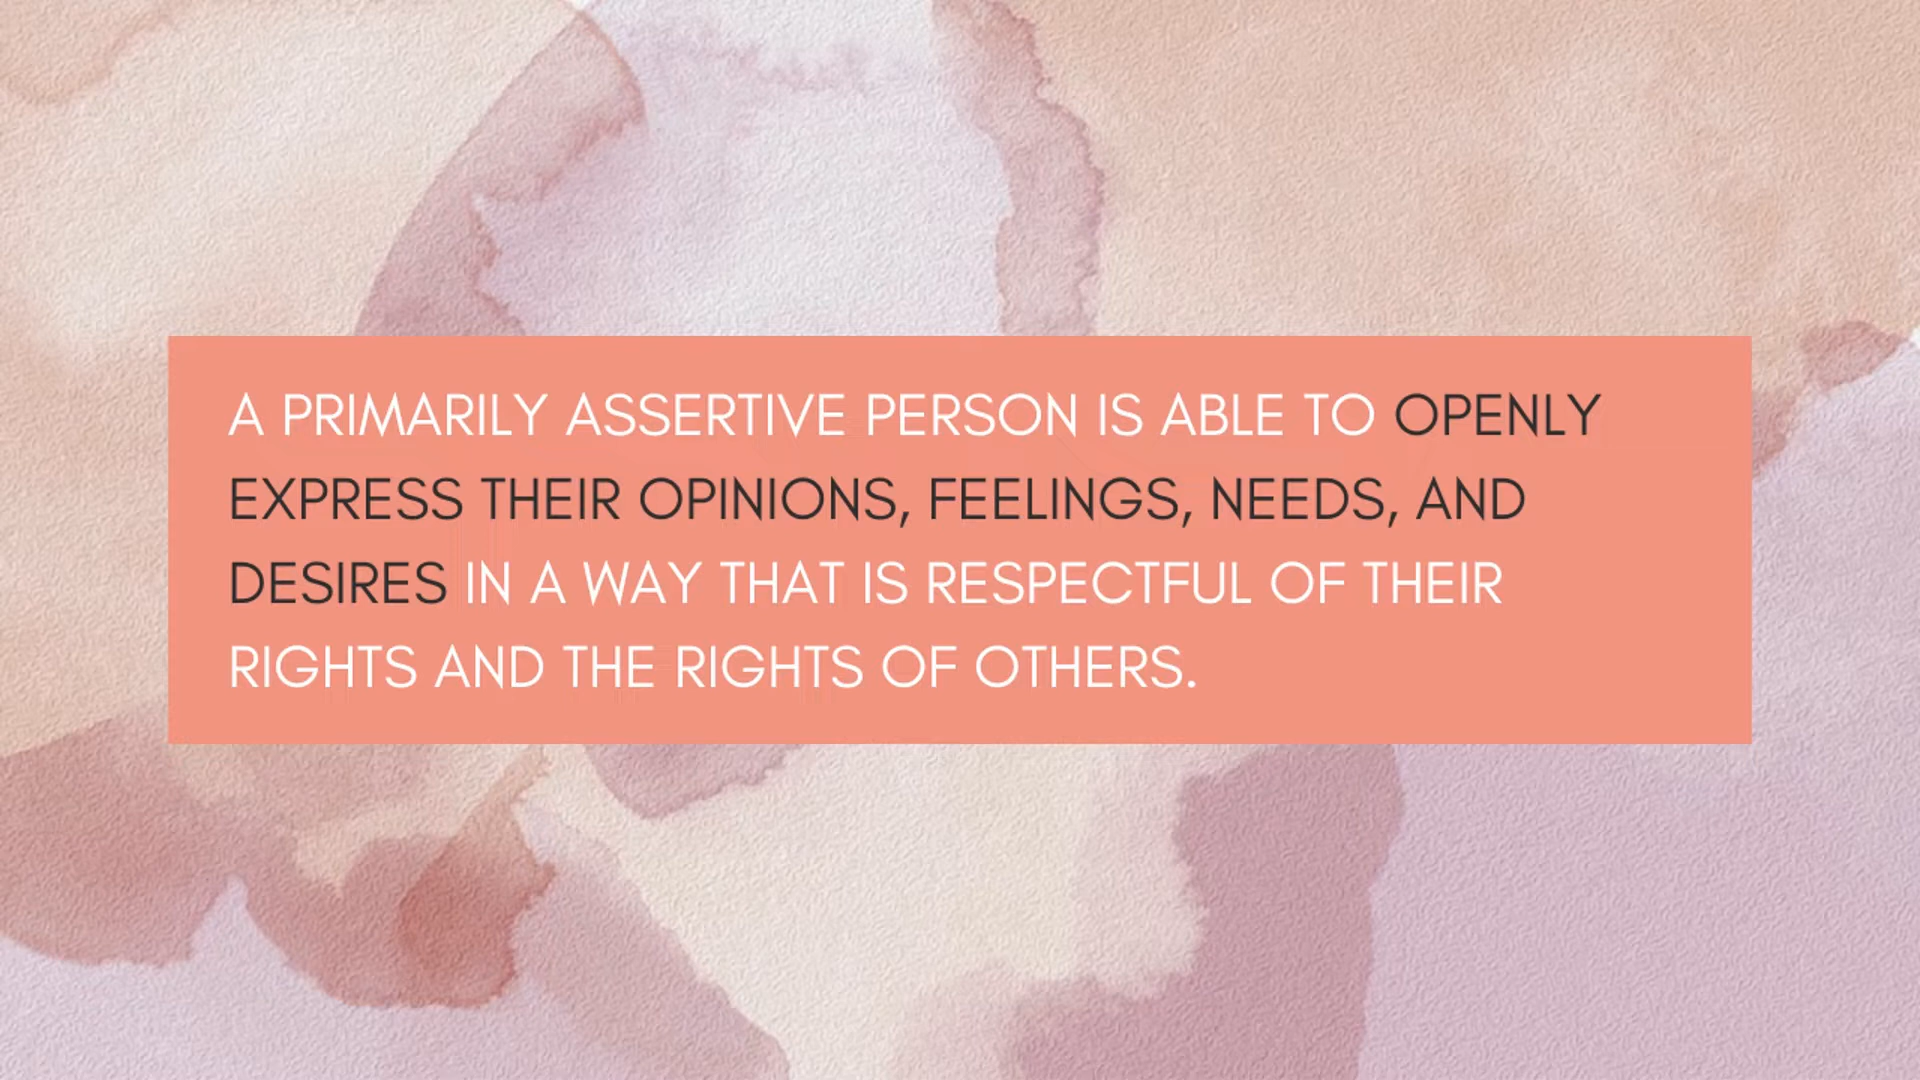 A PRIMARILY ASSERTIVE PERSON IS ABLE TO OPENLY
EXPRESS THEIR OPINIONS, FEELINGS, NEEDS, AND
DESIRES IN A WAY THAT IS RESPECTFUL OF THEIR
RIGHTS AND THE RIGHTS OF OTHERS.